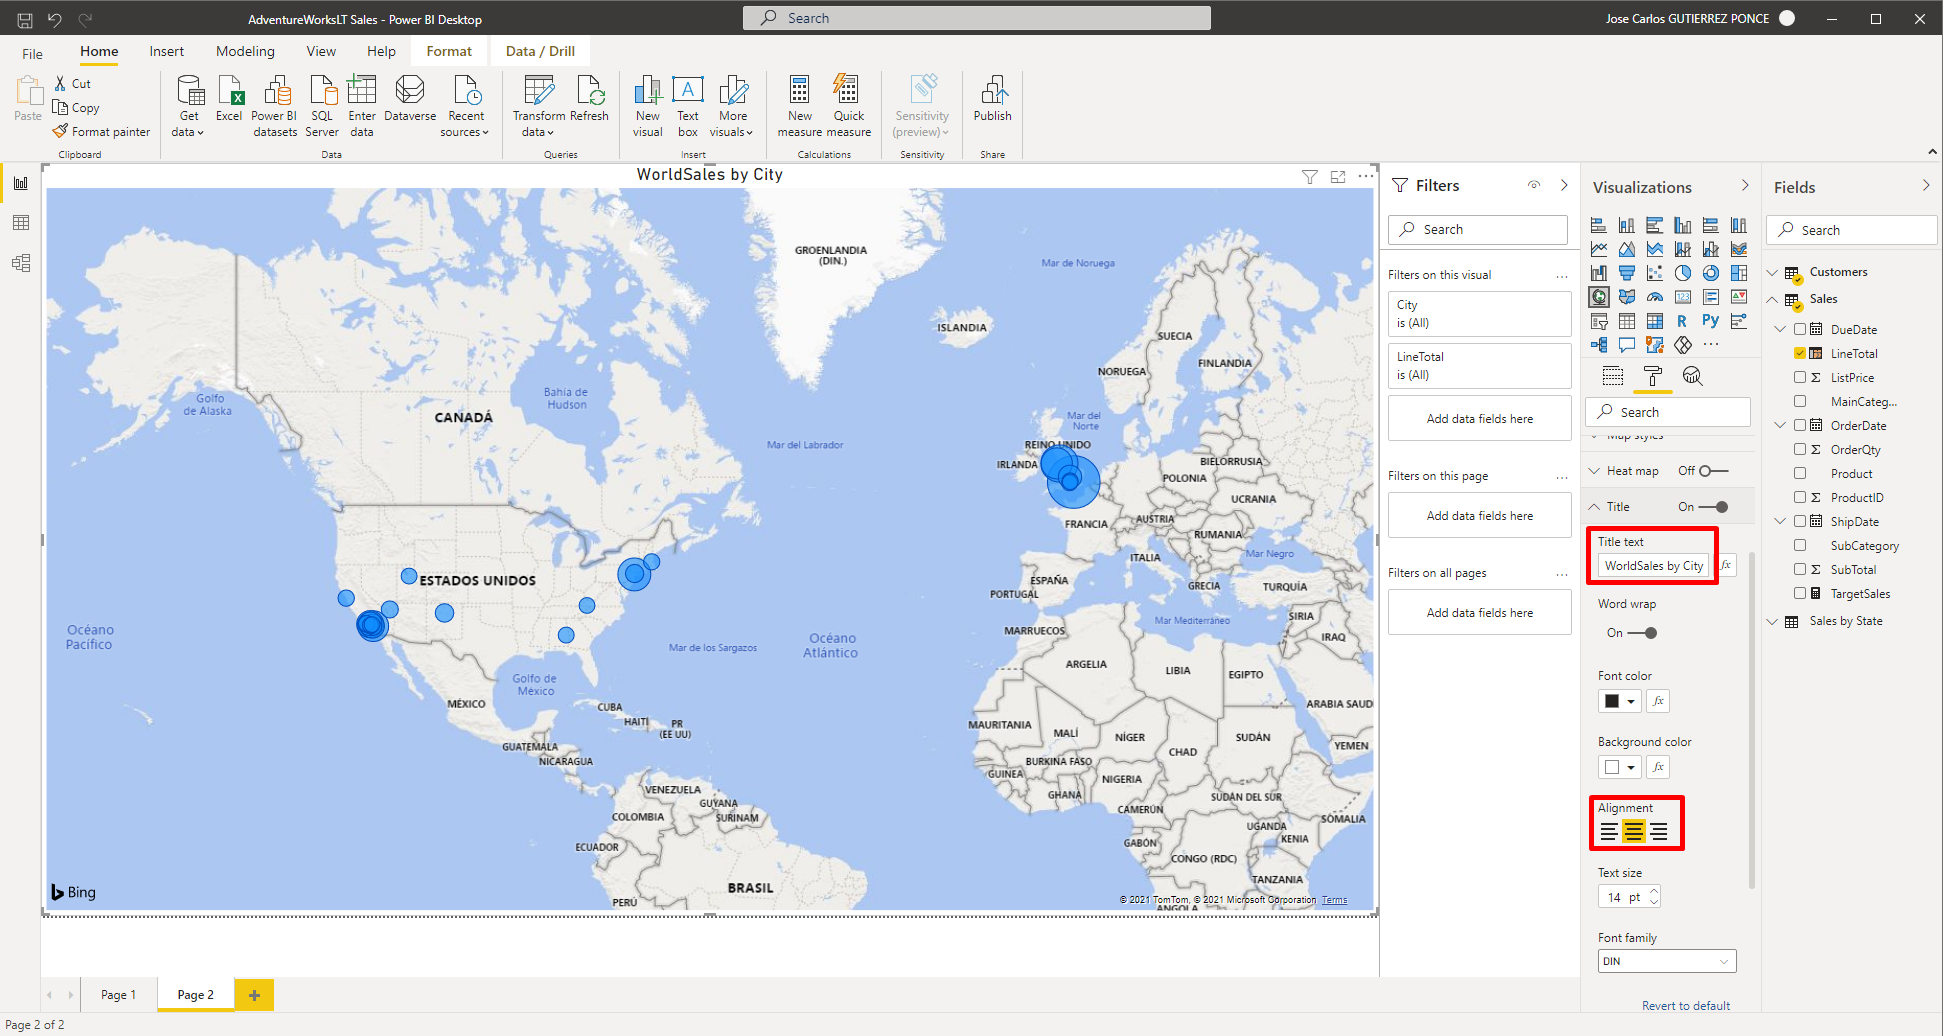 AdventureWorksLT Sales - Power BI Desktop
Search
Jose Carlos GUTIERREZ PONCE
File
Home
Insert
Modeling
View
Help
Format
Data / Drill
Paste
Cut
Copy
Format painter
Clipboard
Get
data
Excel
Power BI
datasets
SQL
Server
Enter
data
Dataverse
Recent
sources
Data
Transform
data
Refresh
Queries
New
visual
Text
box
More
visuals
Insert
New
measure
Quick
measure
Calculations
Sensitivity
(preview)
Sensitivity
Publish
Share
WorldSales by City
GROENLANDIA
(DIN.)
Mar de Noruega
ISLANDIA
SUECIA
FINLANDIA
NORUEGA
Golfo
de Alaska
Bahia de
Hudson
CANADÁ
Mar del
Norte
Mar del Labrador
REINO UNIDO
IRLANDA
BIELORRUSIA
POLONIA
UCRANIA
FRANCIA
AUSTRIA
RUMANIA
Mar Negro
ITALIA
ESTADOS UNIDOS
ESPAÑA
PORTUGAL
GRECIA
TURQUÍA
Mar Mediterráneo
SIRIA
IRAQ
Océano
Pacífico
MARRUECOS
Océano
Atlántico
Mar de los Sargazos
ARGELIA
LIBIA
EGIPTO
Golfo de
México
MÉXICO
CUBA
HAITÍ
PR
(EE UU)
ARABIA SAUD
MAURITANIA
MALÍ
NÍGER
SUDÁN
CHAD
YEMEN
GUATEMALA
NICARAGUA
BURKINA FASO
GUINEA
NIGERIA
GHANA
CAMERÚN
SUDÁN DEL SUR
VENEZUELA
GUYANA
SURINAM
COLOMBIA
SOMALIA
UGANDA
KENIA
GABÓN
ECUADOR
CONGO (RDC)
TANZANIA
BRASIL
PERÚ
ANGOLA
Bing
© 2021 TomTom, © 2021 Microsoft Corporation Terms
Filters
Search
Filters on this visual
...
City
is (All)
LineTotal
is (All)
Add data fields here
Filters on this page
...
Add data fields here
Filters on all pages
...
Add data fields here
Visualizations
123
R
Py
...
Search
Map styles
Heat map
Off
Title
On
Title text
WorldSales by City
fx
Word wrap
On
Font color
fx
Background color
fx
Alignment
Text size
14 pt
Font family
DIN
Revert to default
Fields
Search
Customers
Sales
DueDate
LineTotal
ListPrice
MainCateg...
OrderDate
OrderQty
Product
ProductID
ShipDate
SubCategory
SubTotal
TargetSales
Sales by State
Page 1
Page 2
Page 2 of 2